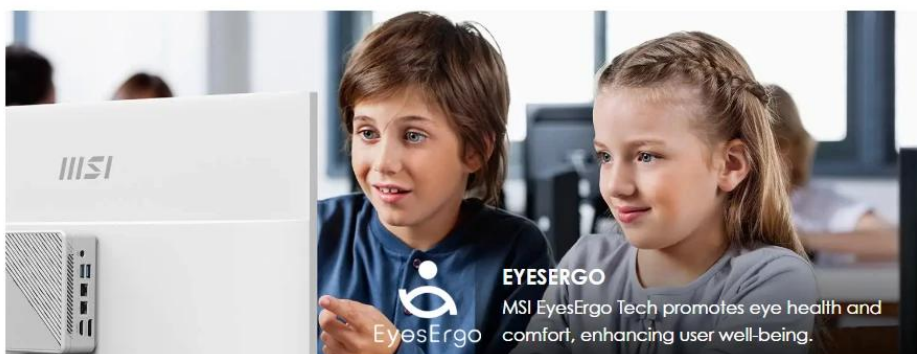 msi
EYESERGO
MSI EyesErgo Tech promotes eye health and
comfort, enhancing user well-being.
EyesErgo